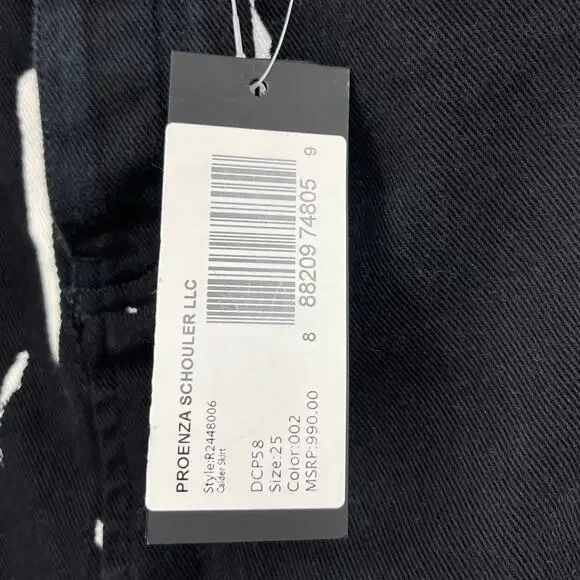 8 88209 74805 9
PROENZA SCHOULER LLC
Style:R2448006
Calder Skirt
DCP58
Size:25
Color:002
MSRP:990.00